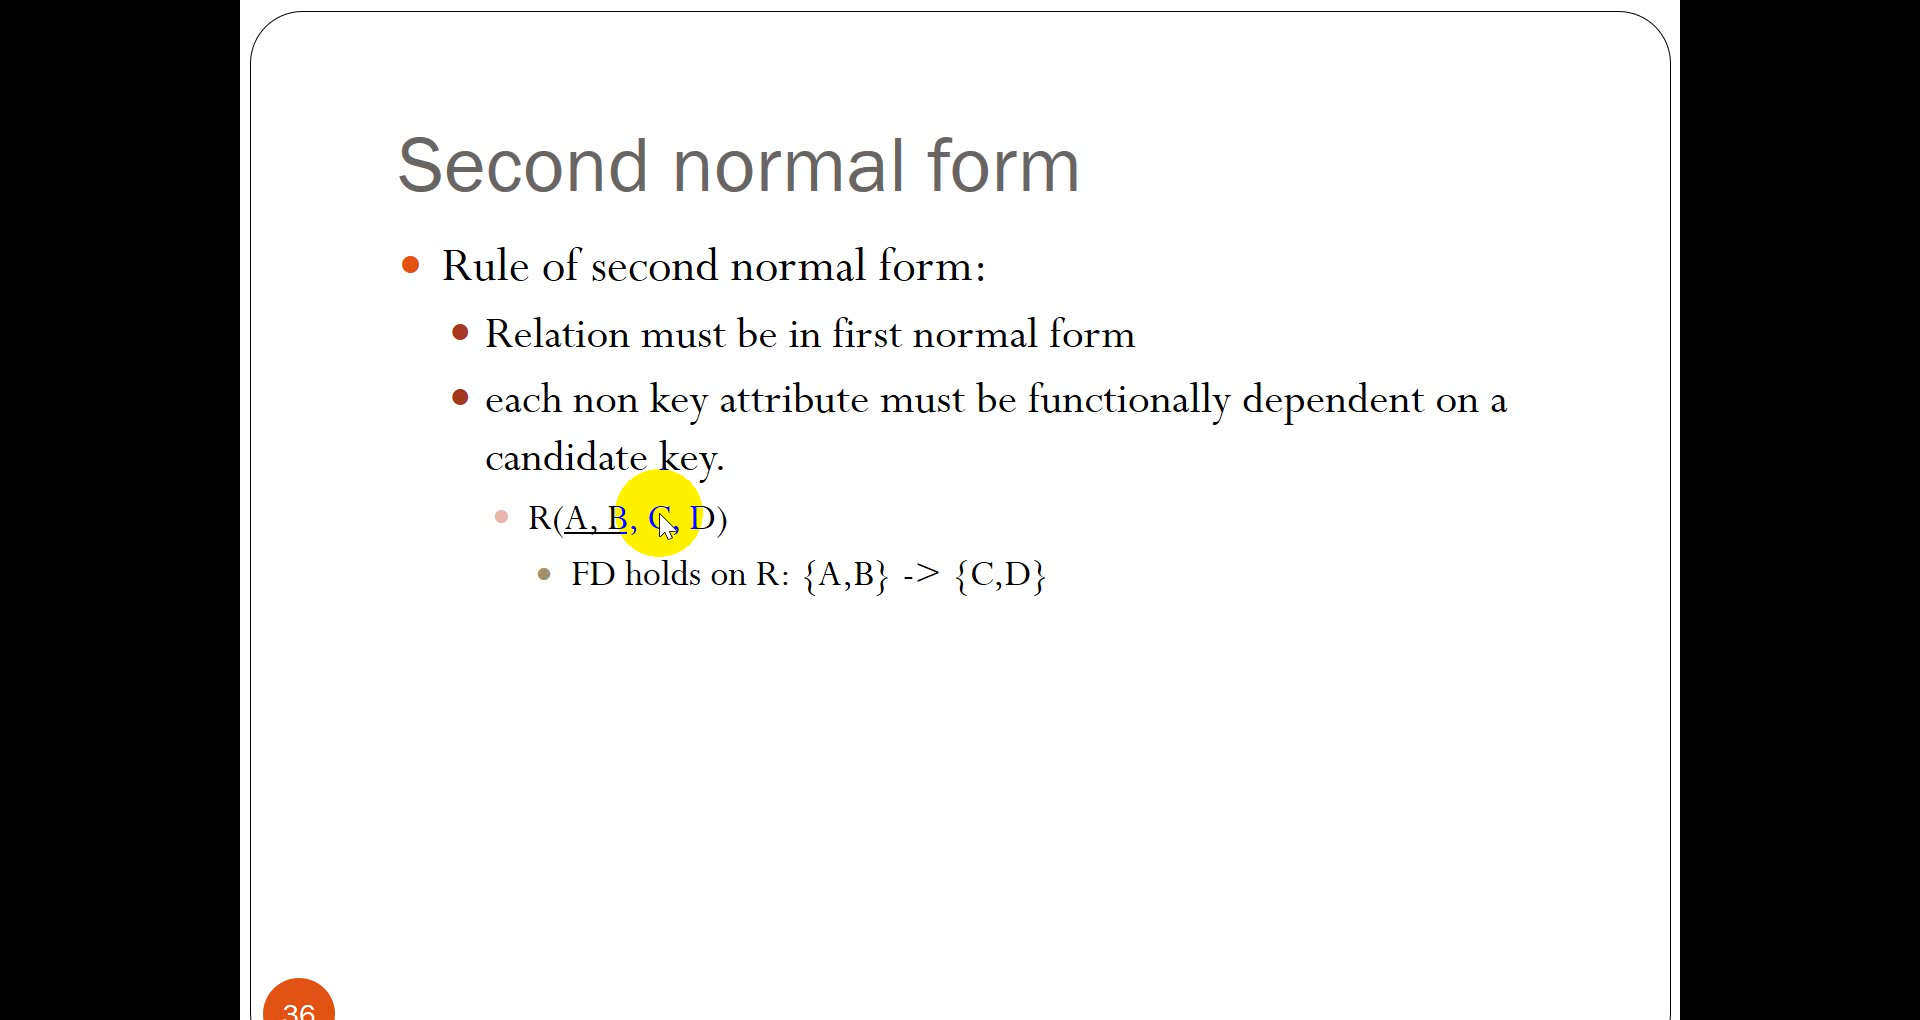 Second normal form
Rule of second normal form:
Relation must be in first normal form
each non key attribute must be functionally dependent on a
candidate key.
R(A, B, C, D)
FD holds on R: {A,B} -> {C,D}
36